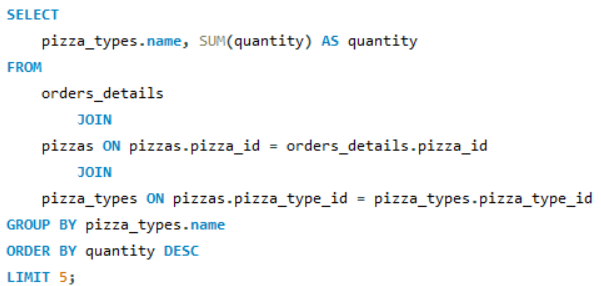 SELECT
pizza_types.name, SUM(quantity) AS quantity
FROM
orders_details
JOIN
pizzas ON pizzas.pizza_id = orders_details.pizza_id
JOIN
pizza_types ON pizzas.pizza_type_id = pizza_types.pizza_type_id
GROUP BY pizza_types.name
ORDER BY quantity DESC
LIMIT 5;